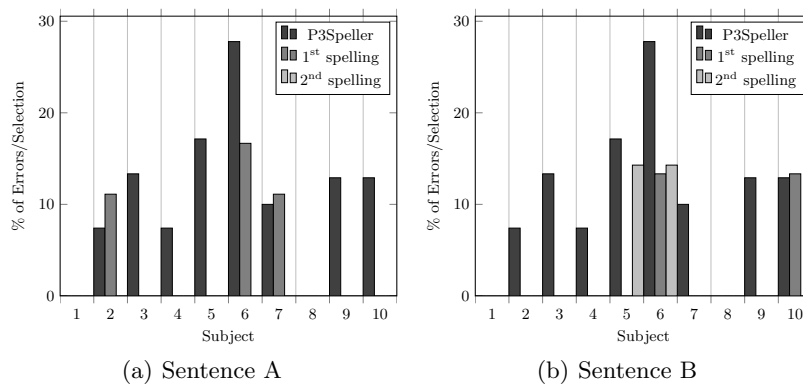 30
20
10
0
% of Errors/Selection
P3Speller
1st spelling
2nd spelling
1 2 3 4 5 6 7 8 9 10
Subject
(a) Sentence A
30
20
10
0
% of Errors/Selection
P3Speller
1st spelling
2nd spelling
1 2 3 4 5 6 7 8 9 10
Subject
(b) Sentence B